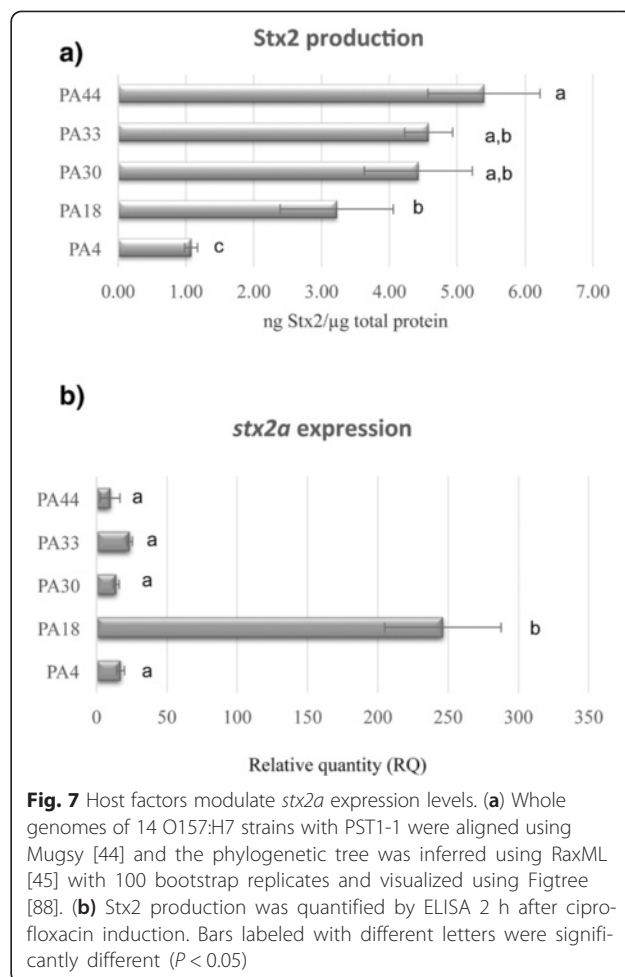 a)
Stx2 production
PA44
a
PA33
a,b
PA30
a,b
PA18
b
PA4
c
0.00 1.00 2.00 3.00 4.00 5.00 6.00 7.00
ng Stx2/µg total protein
b)
stx2a expression
PA44
a
PA33
a
PA30
a
PA18
b
PA4
a
0 50 100 150 200 250 300 350
Relative quantity (RQ)
Fig. 7 Host factors modulate stx2a expression levels. (a) Whole
genomes of 14 O157:H7 strains with PST1-1 were aligned using
Mugsy [44] and the phylogenetic tree was inferred using RaxML
[45] with 100 bootstrap replicates and visualized using Figtree
[88]. (b) Stx2 production was quantified by ELISA 2 h after cipro-
floxacin induction. Bars labeled with different letters were signifi-
cantly different (P < 0.05)